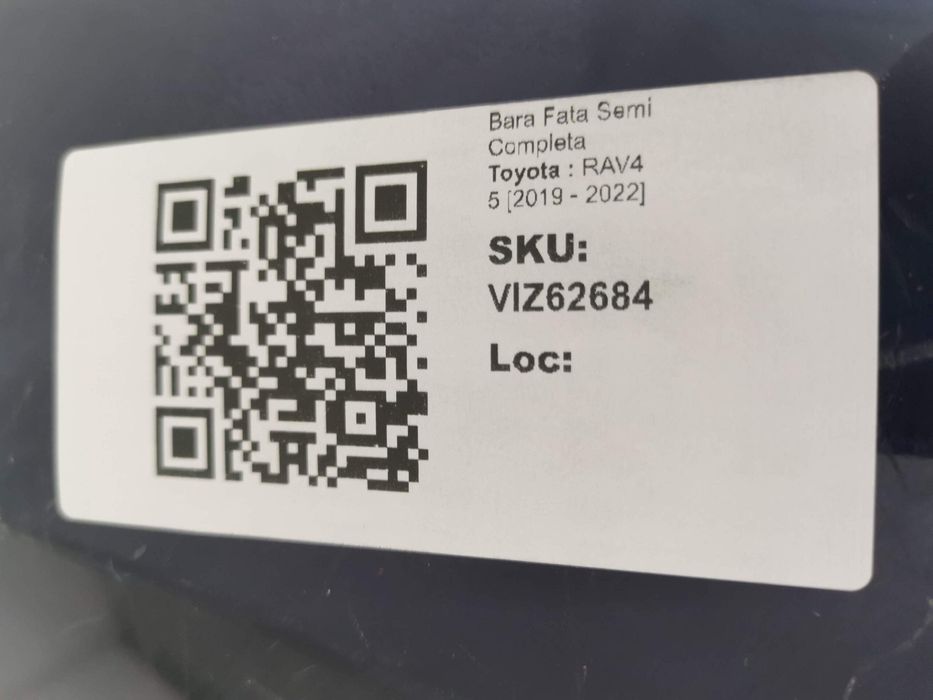 Bara Fata Semi
Completa
Toyota : RAV4
5 [2019 - 2022]
SKU:
VIZ62684
Loc: